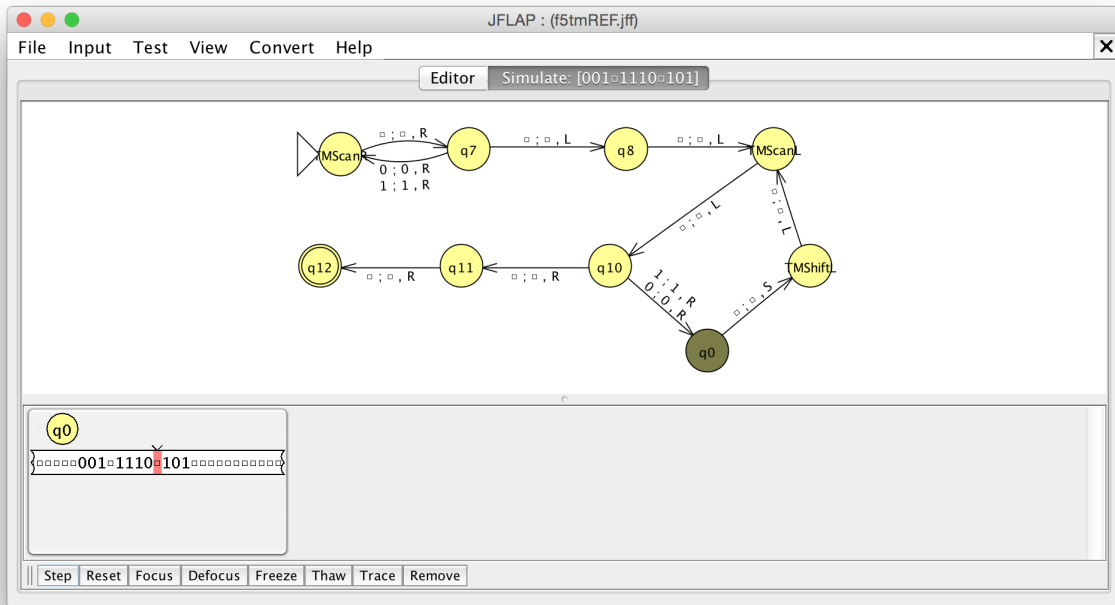 JFLAP : (f5tmREF.jff)
File Input Test View Convert Help
Editor Simulate: [001□1110□101]
□ ; □ , R
0 ; 0 , R
1 ; 1 , R
□ ; □ , L
□ ; □ , L
q7
q8
TMScanL
□ ; □ , L
□ ; □ , L
q12
□ ; □ , R
q11
□ ; □ , R
q10
1 ; 1 , R
0 ; 0 , R
TMShiftL
□ ; □ , S
q0
q0
□□□□□001□1110□101□□□□□□□□□□□
Step Reset Focus Defocus Freeze Thaw Trace Remove